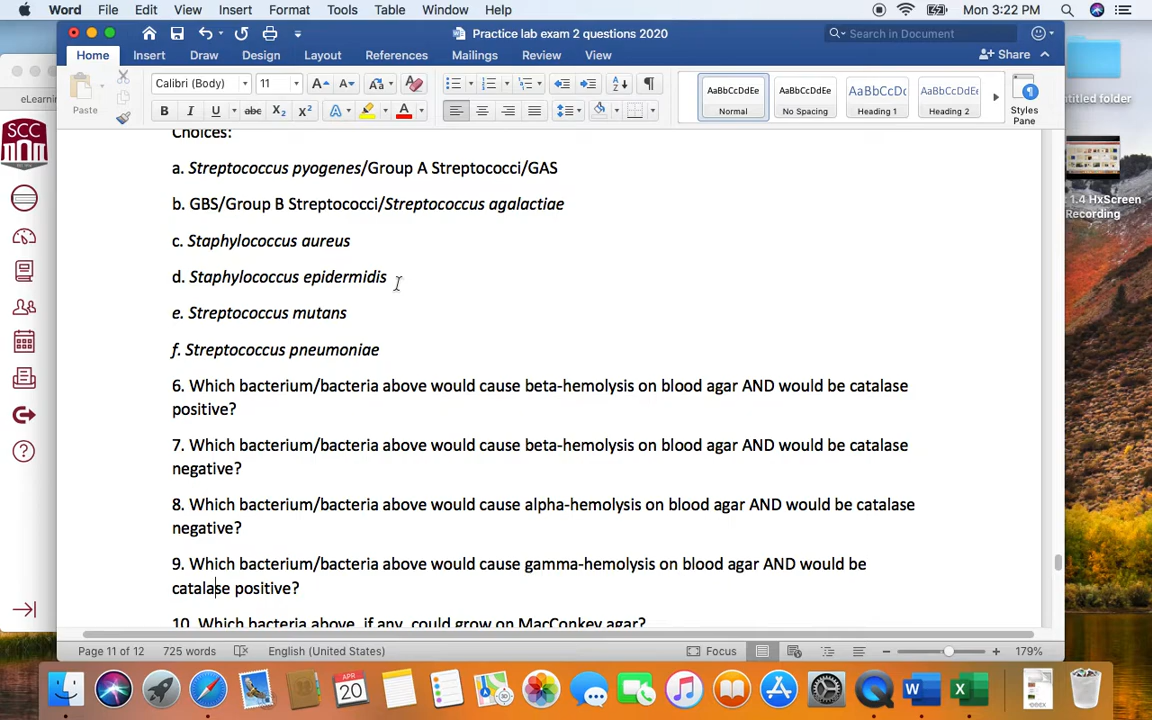 Word File Edit View Insert Format Tools Table Window Help Mon 3:22 PM
Practice lab exam 2 questions 2020
Search in Document
Home Insert Draw Design Layout References Mailings Review View Share
Paste
Calibri (Body) 11
AaBbCcDdEe AaBbCcDdEe AaBbCcDc AaBbCcDdEe
Normal No Spacing Heading 1 Heading 2
Styles Pane
eLearn
SCC
Choices:
a. Streptococcus pyogenes/Group A Streptococci/GAS
b. GBS/Group B Streptococci/Streptococcus agalactiae
c. Staphylococcus aureus
d. Staphylococcus epidermidis
e. Streptococcus mutans
f. Streptococcus pneumoniae
6. Which bacterium/bacteria above would cause beta-hemolysis on blood agar AND would be catalase
positive?
7. Which bacterium/bacteria above would cause beta-hemolysis on blood agar AND would be catalase
negative?
8. Which bacterium/bacteria above would cause alpha-hemolysis on blood agar AND would be catalase
negative?
9. Which bacterium/bacteria above would cause gamma-hemolysis on blood agar AND would be
catalase positive?
10. Which bacteria above, if any, could grow on MacConkey agar?
ntitled folder
1.4 HxScreen
Recording
Page 11 of 12 725 words English (United States) Focus 179%
APR
20